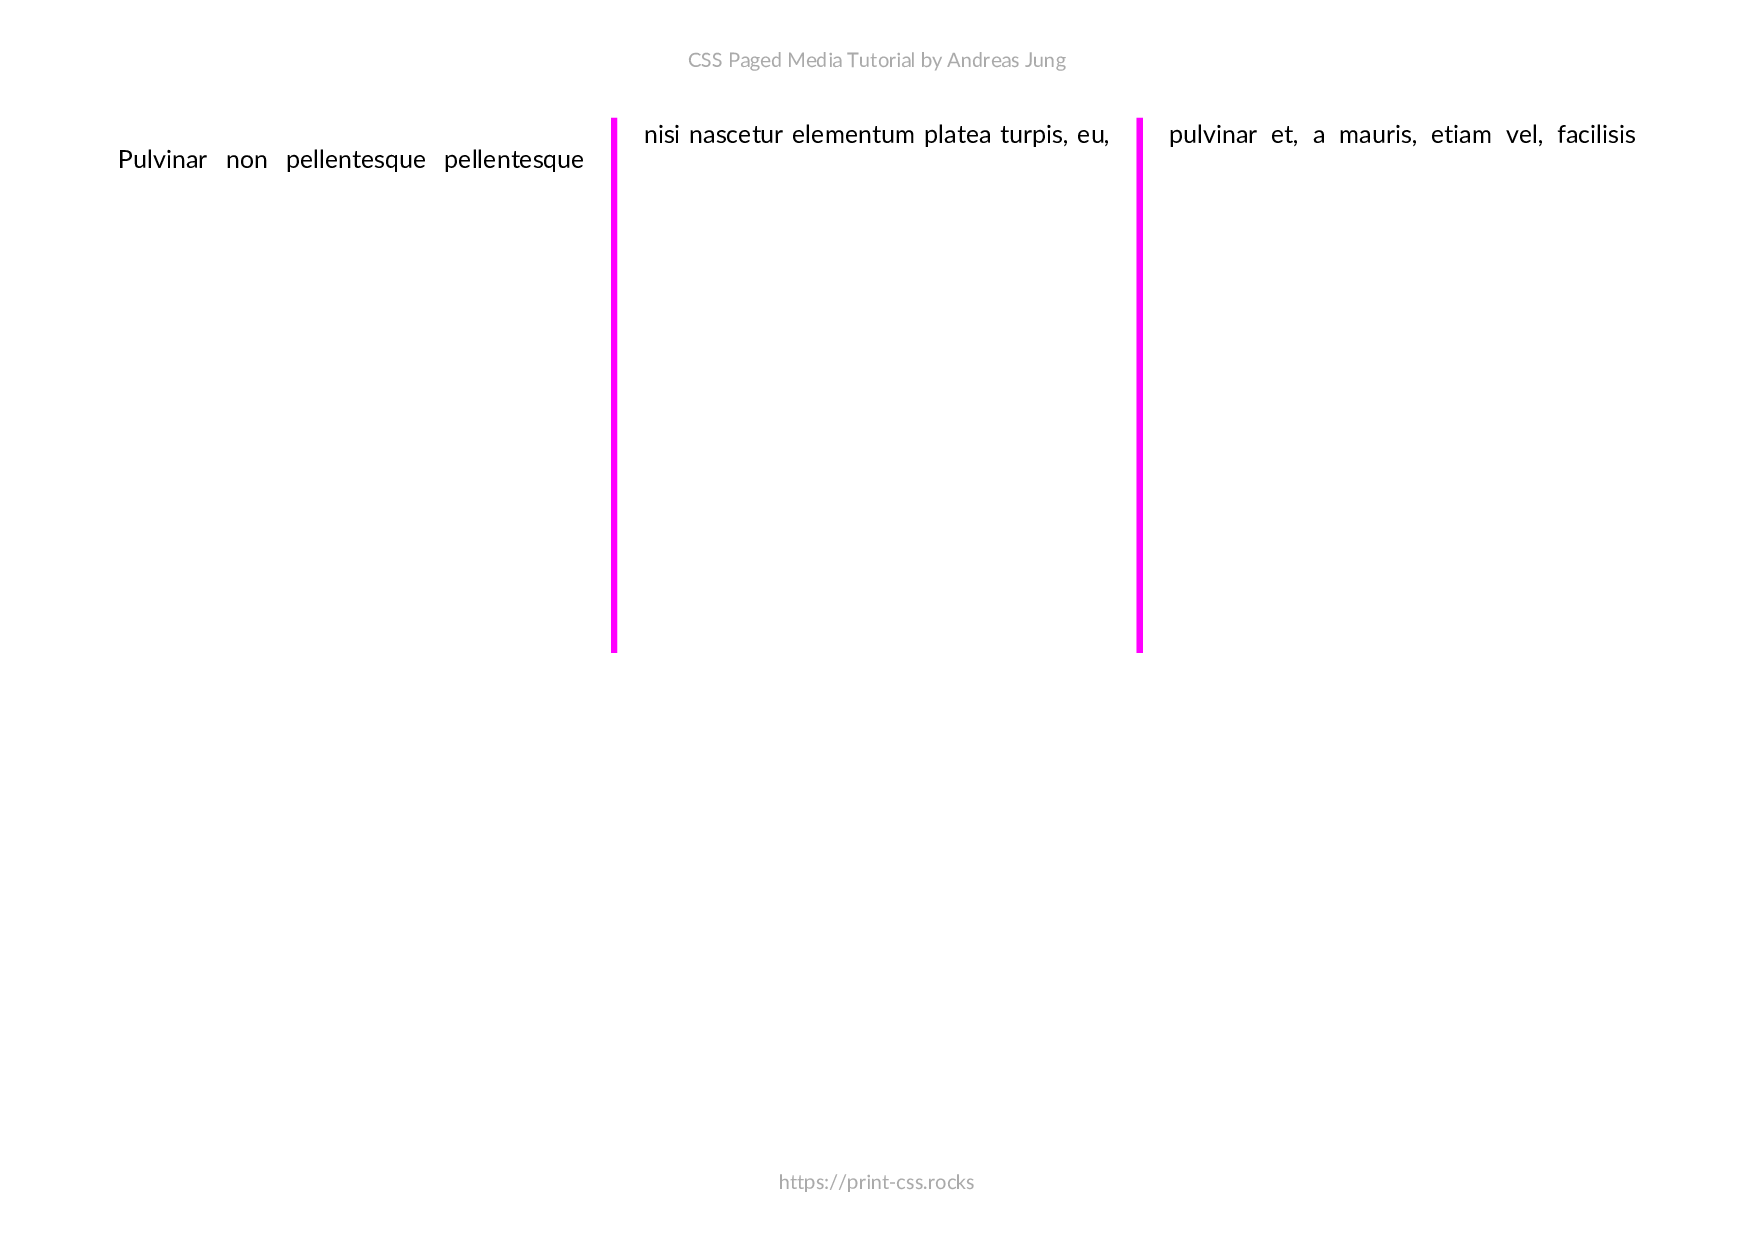 CSS Paged Media Tutorial by Andreas Jung
Pulvinar non pellentesque pellentesque
nisi nascetur elementum platea turpis, eu,
pulvinar et, a mauris, etiam vel, facilisis
https://print-css.rocks